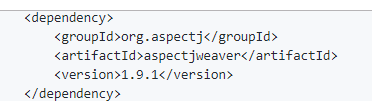 <dependency>
<groupId>org.aspectj</groupId>
<artifactId>aspectjweaver</artifactId>
<version>1.9.1</version>
</dependency>